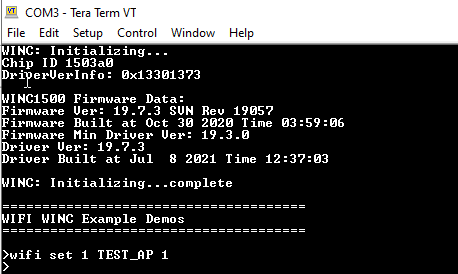 COM3 - Tera Term VT
File Edit Setup Control Window Help
WINC: Initializing...
Chip ID 1503a0
DriverVerInfo: 0x13301373
WINC1500 Firmware Data:
Firmware Ver: 19.7.3 SVN Rev 19057
Firmware Built at Oct 30 2020 Time 03:59:06
Firmware Min Driver Ver: 19.3.0
Driver Ver: 19.7.3
Driver Built at Jul  8 2021 Time 12:37:03
WINC: Initializing...complete
=====================================
WIFI WINC Example Demos
=====================================
>wifi set 1 TEST_AP 1
>